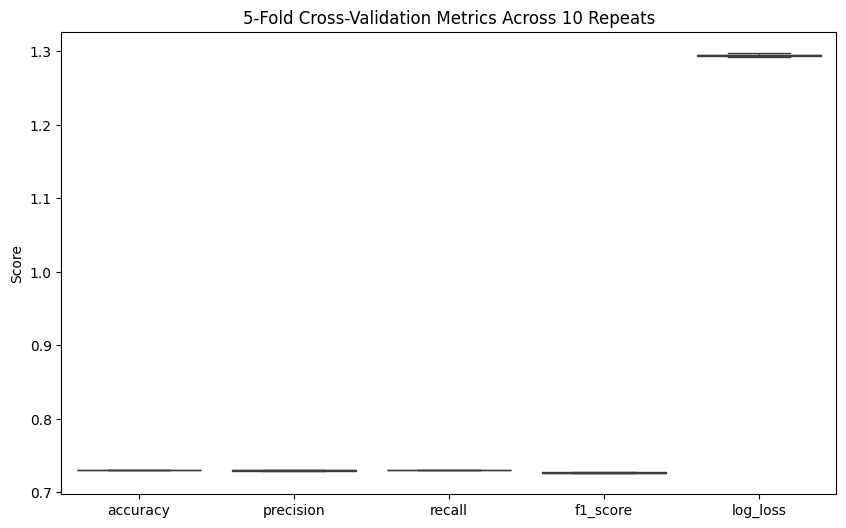 5-Fold Cross-Validation Metrics Across 10 Repeats
1.3
1.2
1.1
1.0
0.9
0.8
0.7
Score
accuracy precision recall f1_score log_loss